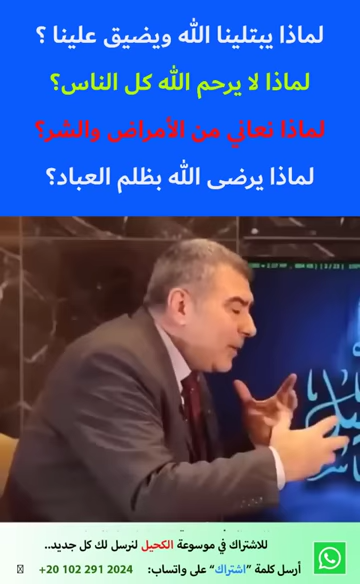 لماذا يبتلينا الله ويضيق علينا ؟
لماذا لا يرحم الله كل الناس؟
لماذا نعاني من الأمراض والشر؟
لماذا يرضى الله بظلم العباد؟
للاشتراك في موسوعة الكحيل لنرسل لك كل جديد..
أرسل كلمة "اشتراك" على واتساب: +20 102 291 2024